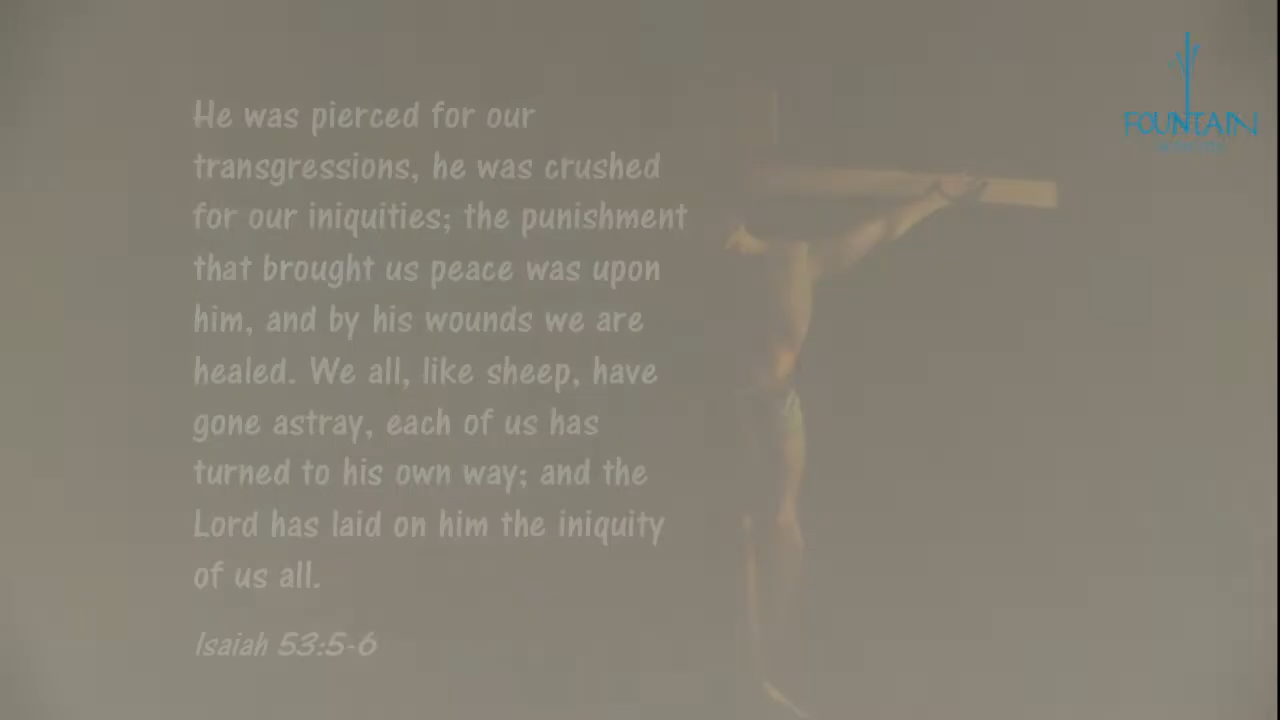 He was pierced for our
transgressions, he was crushed
for our iniquities; the punishment
that brought us peace was upon
him, and by his wounds we are
healed. We all, like sheep, have
gone astray, each of us has
turned to his own way; and the
Lord has laid on him the iniquity
of us all.
Isaiah 53:5-6
FOUNTAIN